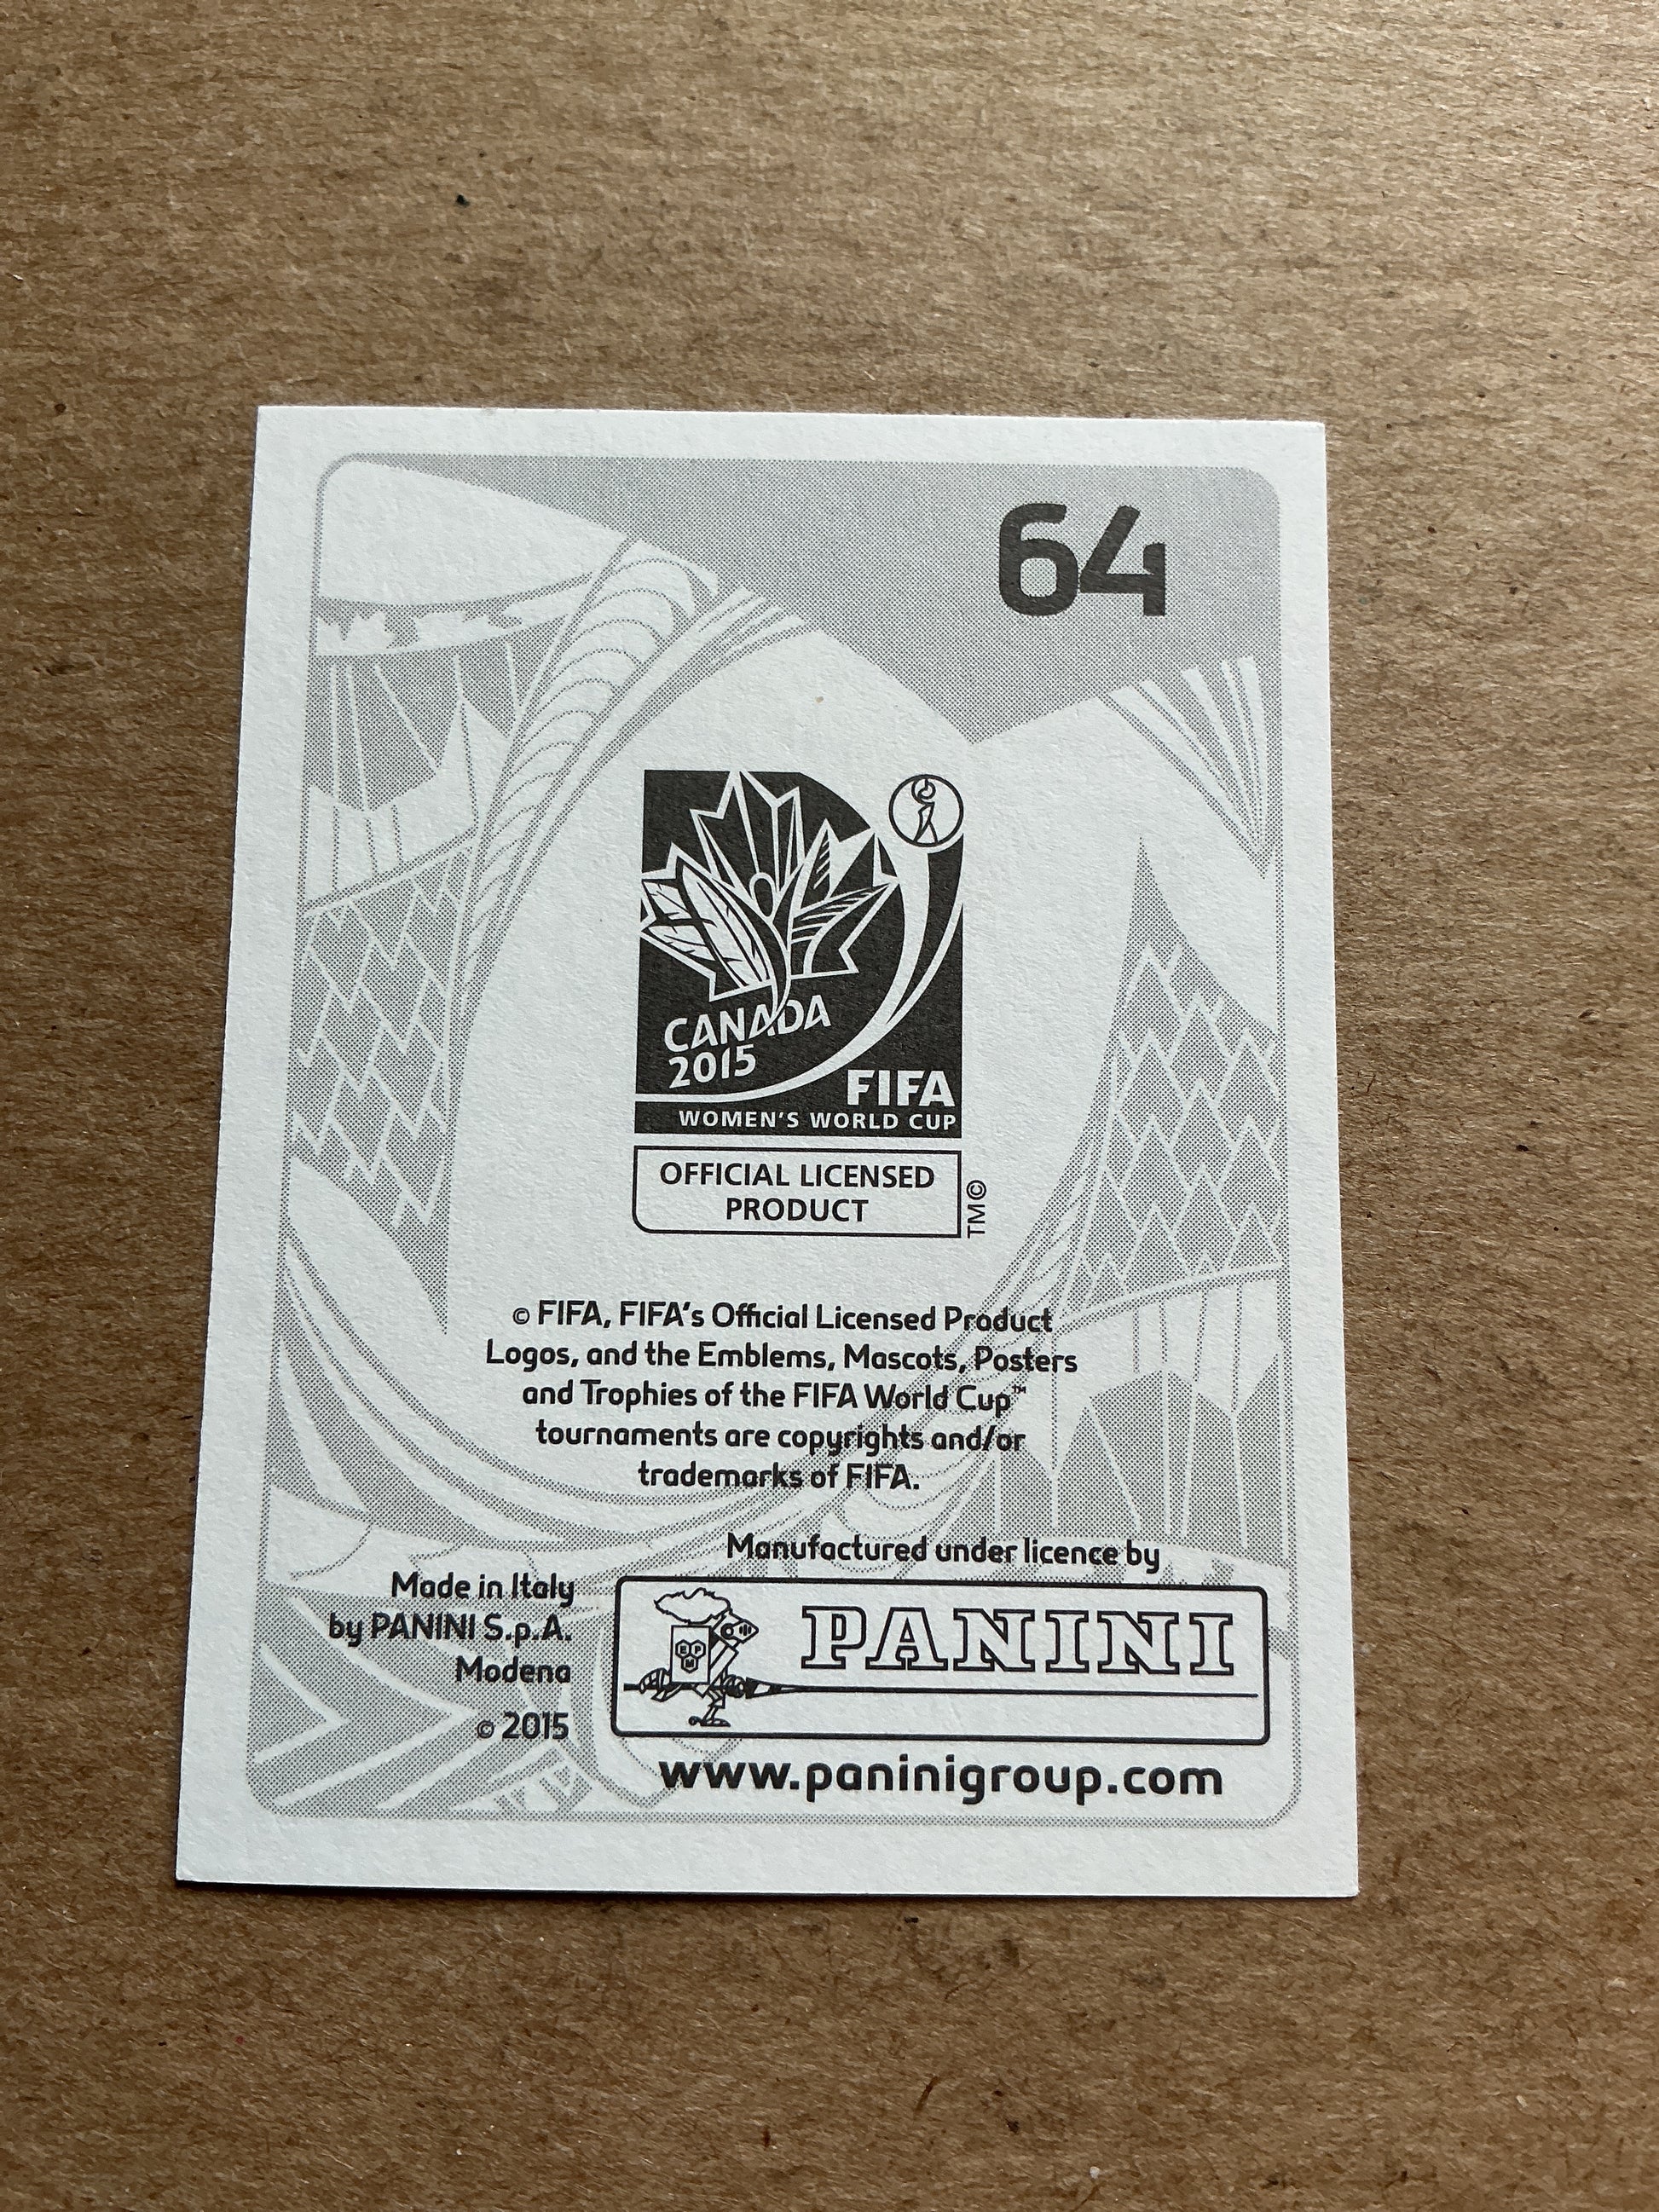 64
CANADA
2015
FIFA
WOMEN'S WORLD CUP
OFFICIAL LICENSED
PRODUCT
TM©
© FIFA, FIFA's Official Licensed Product
Logos, and the Emblems, Mascots, Posters
and Trophies of the FIFA World Cup™
tournaments are copyrights and/or
trademarks of FIFA.
Manufactured under licence by
Made in Italy
by PANINI S.p.A.
Modena
© 2015
EPM
PANINI
www.paninigroup.com